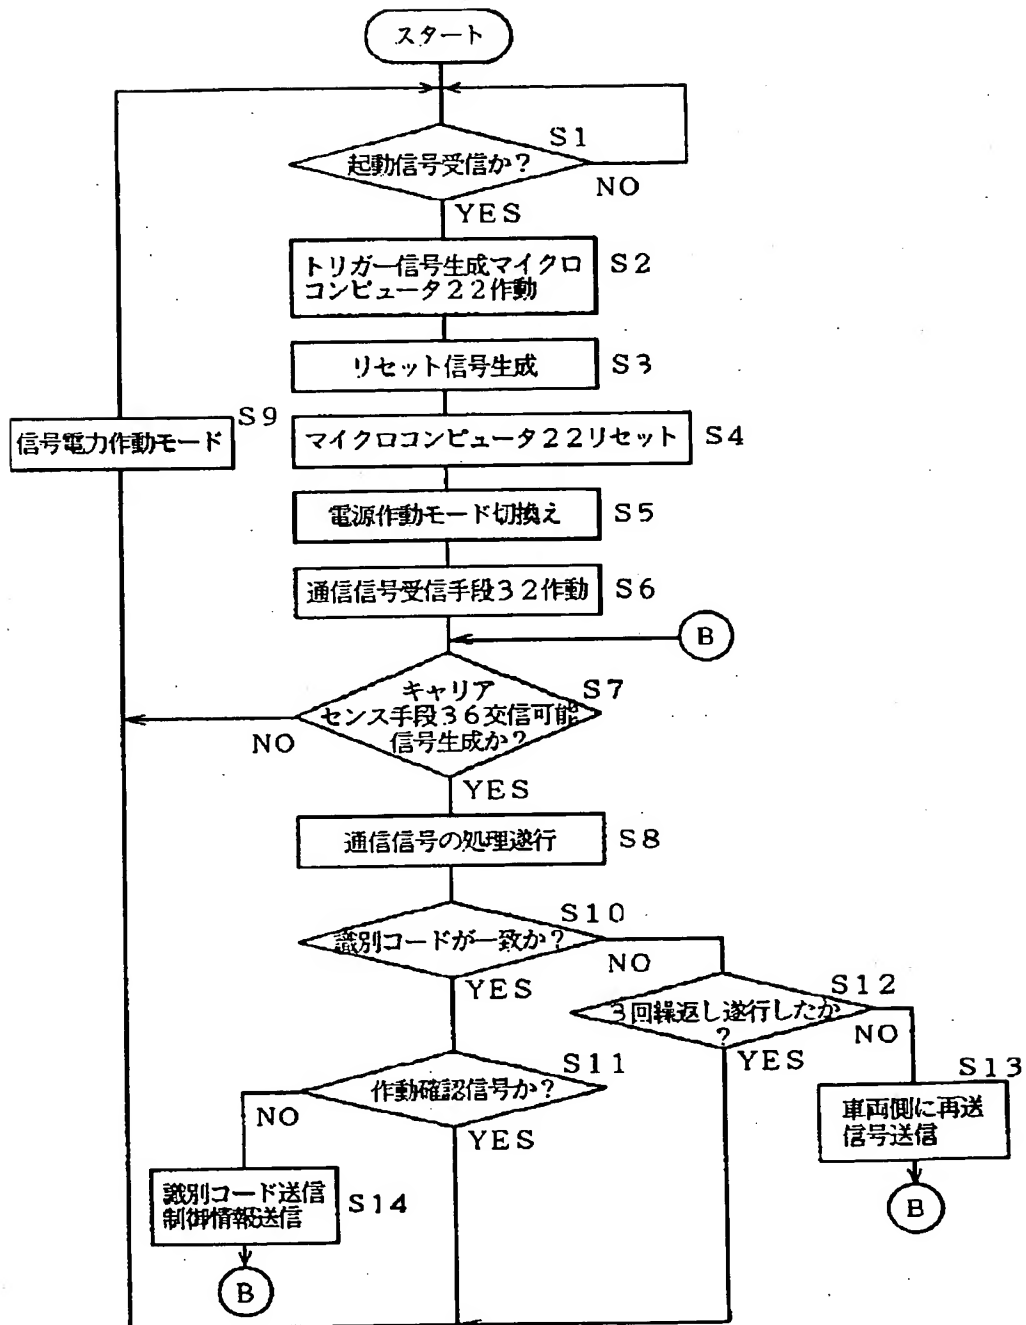 スタート
S1
起動信号受信か?
NO
YES
トリガー信号生成マイクロ
コンピュータ22作動
S2
リセット信号生成
S3
S9
信号電力作動モード
マイクロコンピュータ22リセット
S4
電源作動モード切換え
S5
通信信号受信手段32作動
S6
B
キャリア
センス手段36交信可能
信号生成か?
S7
NO
YES
通信信号の処理遂行
S8
S10
識別コードが一致か?
NO
YES
S12
3回繰返し遂行したか
?
NO
YES
S11
作動確認信号か?
NO
YES
S13
車両側に再送
信号送信
B
識別コード送信
制御情報送信
S14
B